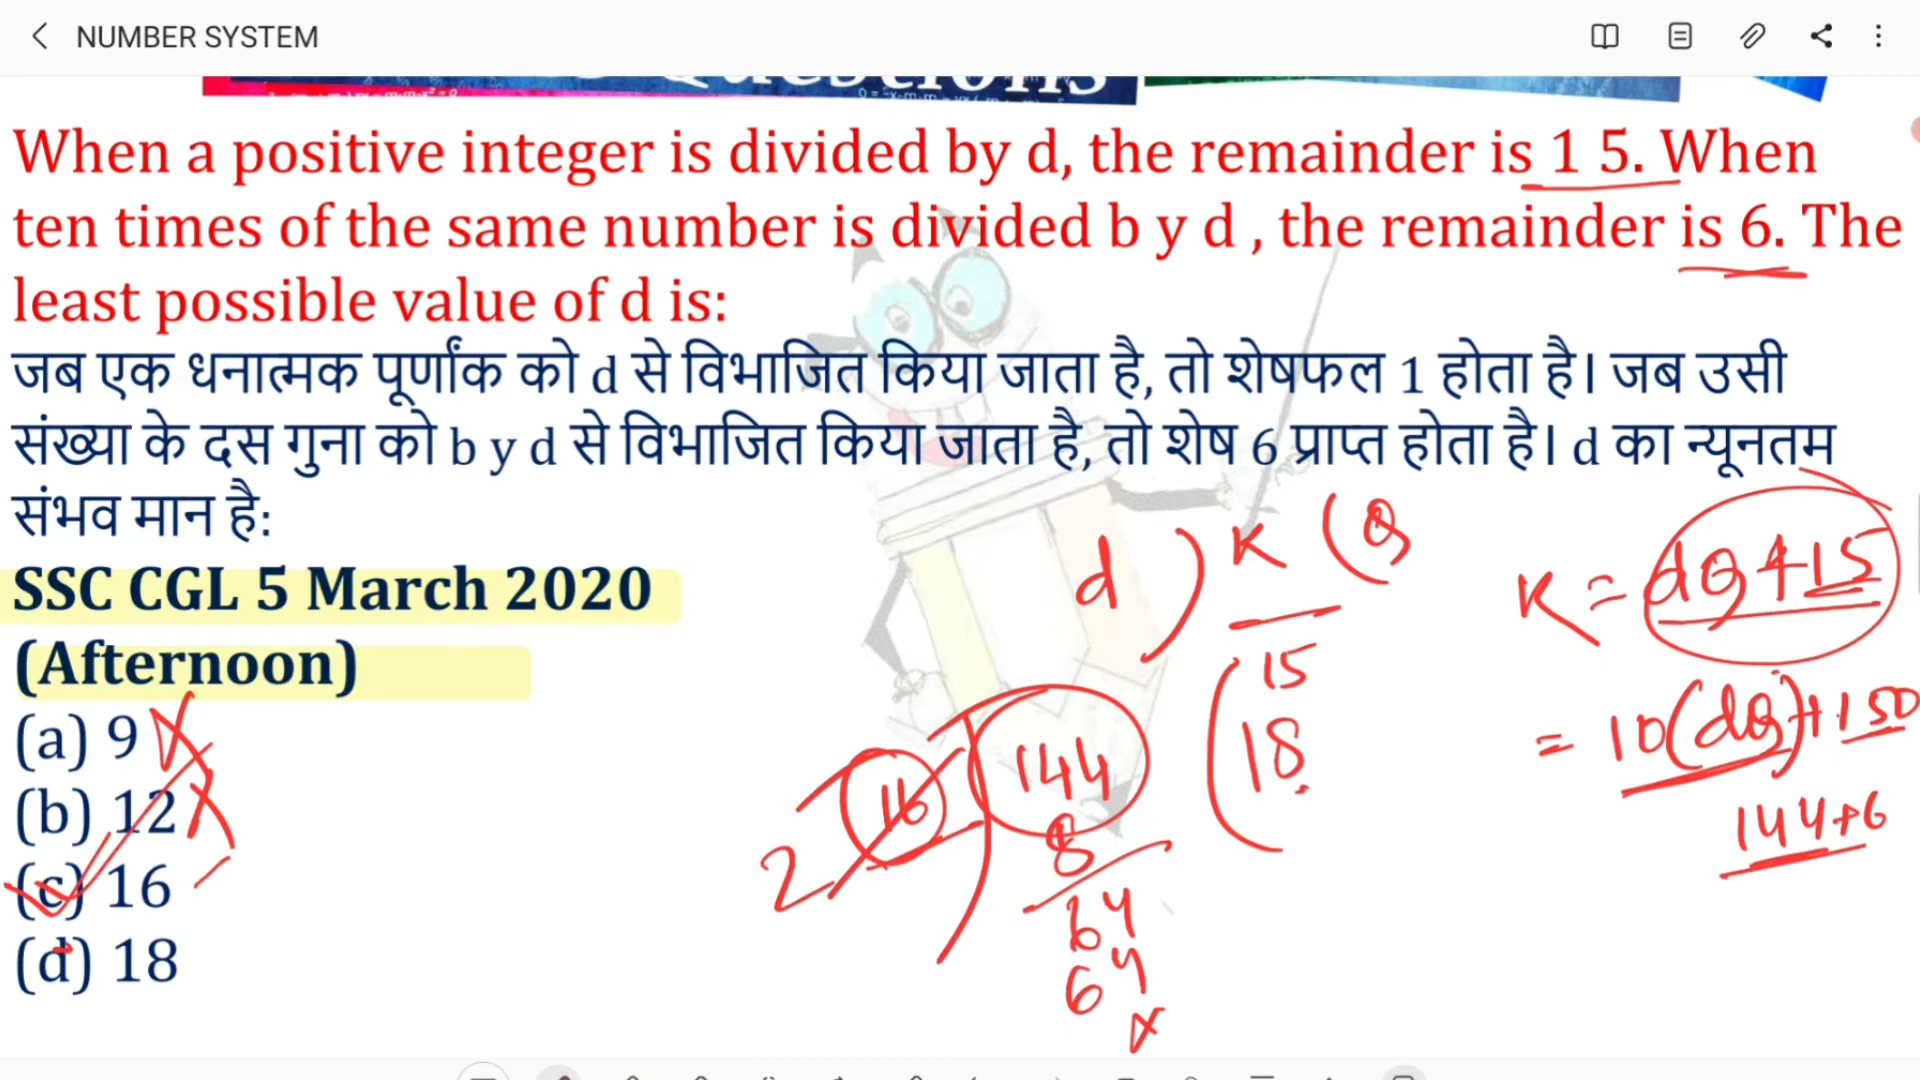 NUMBER SYSTEM
Questions
When a positive integer is divided by d, the remainder is 1 5. When
ten times of the same number is divided b y d , the remainder is 6. The
least possible value of d is:
जब एक धनात्मक पूर्णांक को d से विभाजित किया जाता है, तो शेषफल 1 होता है। जब उसी
संख्या के दस गुना को b y d से विभाजित किया जाता है, तो शेष 6 प्राप्त होता है। d का न्यूनतम
संभव मान है:
SSC CGL 5 March 2020
(Afternoon)
(a) 9
(b) 12
(c) 16
(d) 18
d ) K ( Q
15
18
K = dQ+15
= 10(dQ)+150
144+6
2 16 ) 144
8
64
64
x